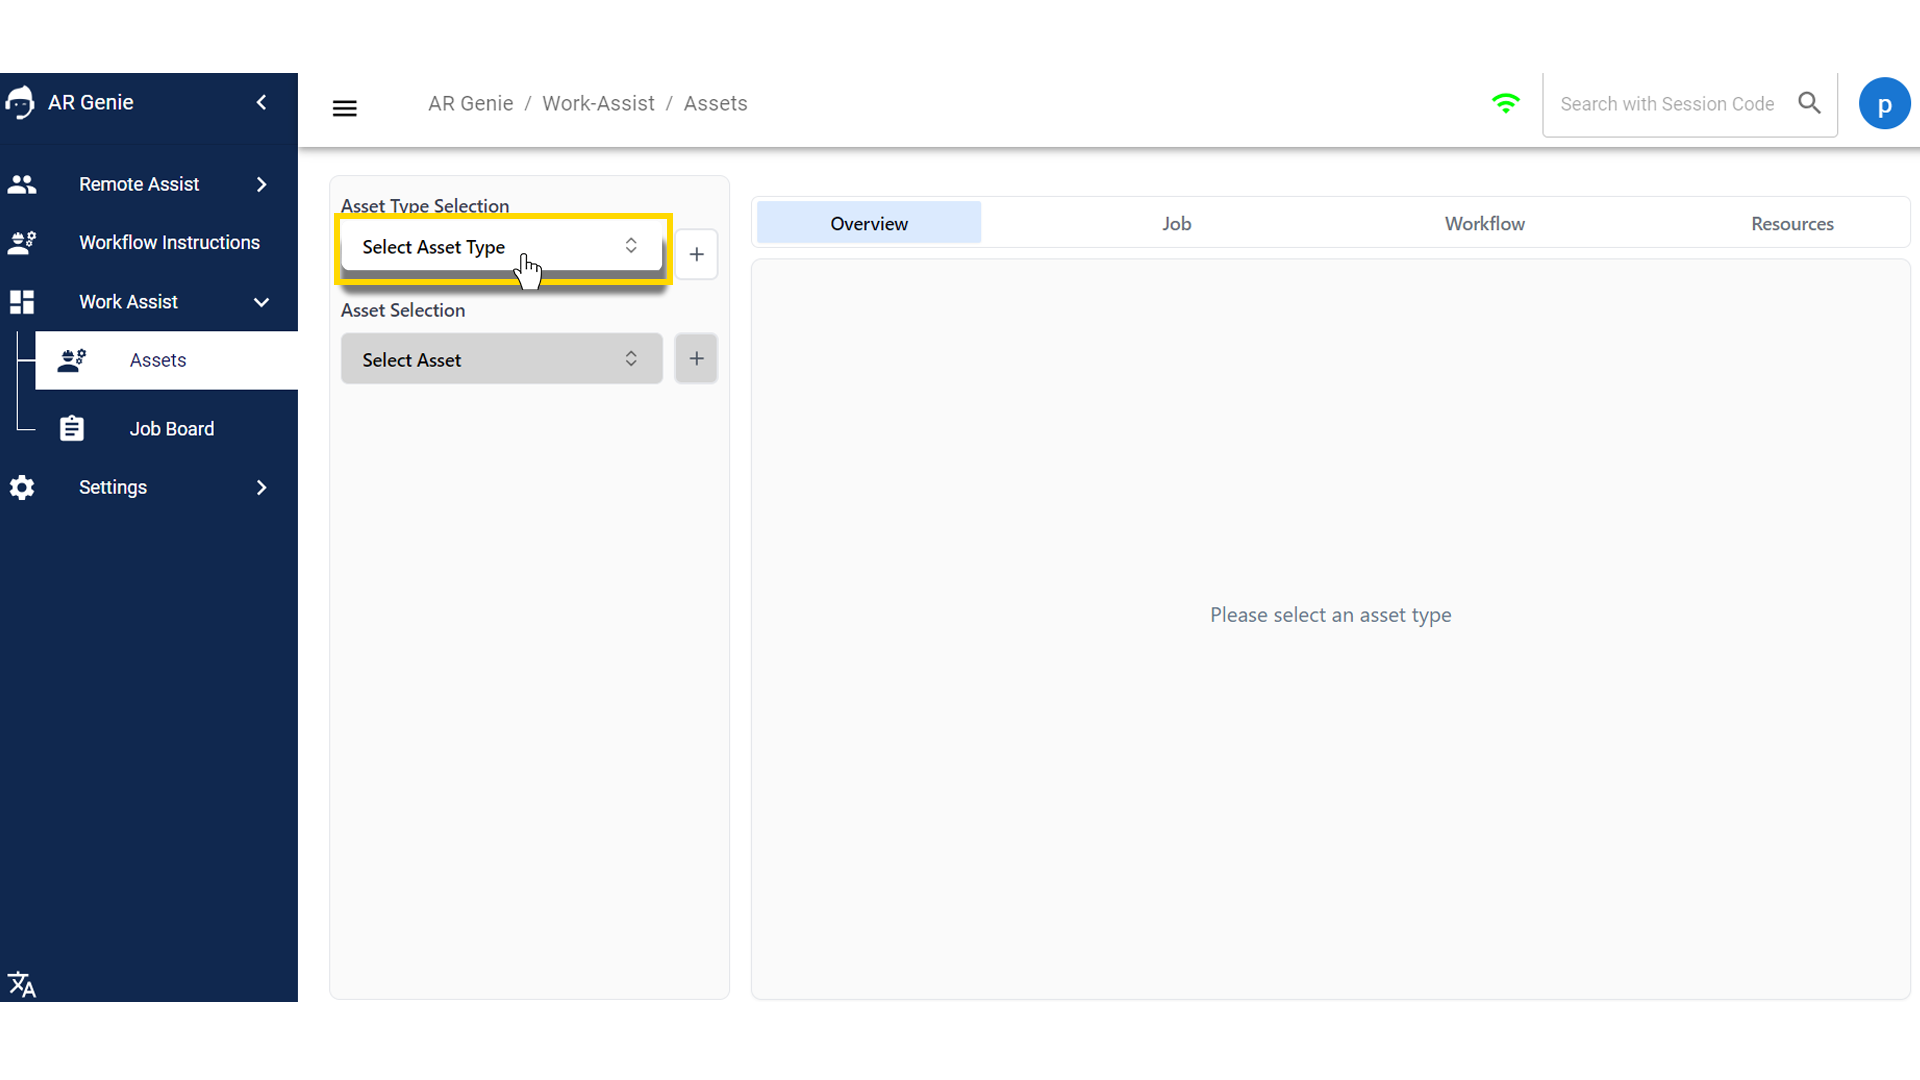 AR Genie
AR Genie / Work-Assist / Assets
Search with Session Code
p
Remote Assist
Workflow Instructions
Work Assist
Assets
Job Board
Settings
Asset Type Selection
Select Asset Type
Asset Selection
Select Asset
Overview
Job
Workflow
Resources
Please select an asset type